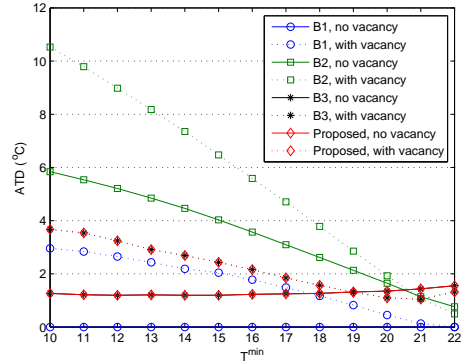 12
10
8
6
4
2
0
ATD (°C)
B1, no vacancy
B1, with vacancy
B2, no vacancy
B2, with vacancy
B3, no vacancy
B3, with vacancy
Proposed, no vacancy
Proposed, with vacancy
10 11 12 13 14 15 16 17 18 19 20 21 22
T^min